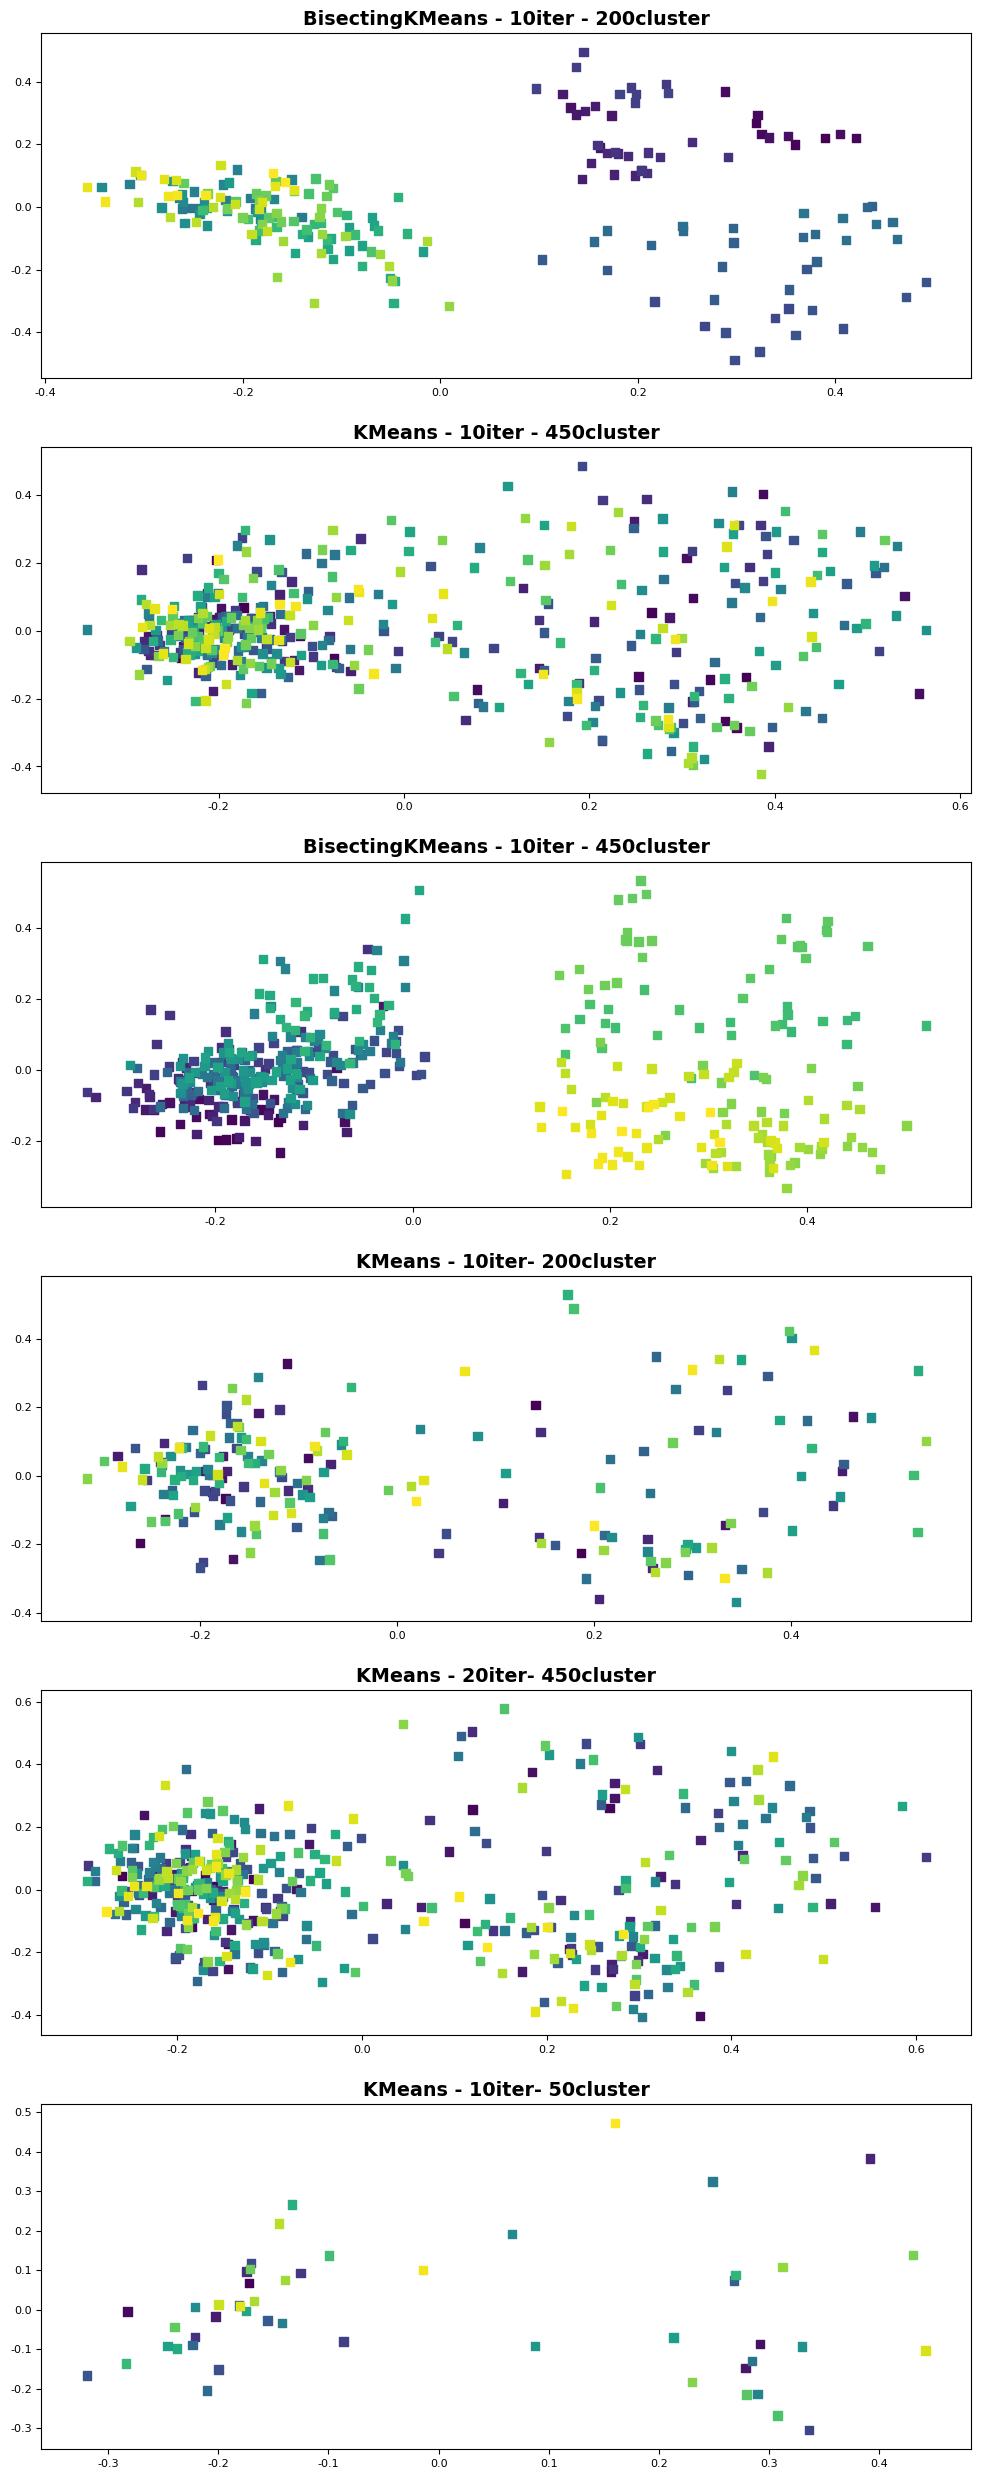 BisectingKMeans - 10iter - 200cluster
0.4
0.2
0.0
-0.2
-0.4
-0.4 -0.2 0.0 0.2 0.4
KMeans - 10iter - 450cluster
0.4
0.2
0.0
-0.2
-0.4
-0.2 0.0 0.2 0.4 0.6
BisectingKMeans - 10iter - 450cluster
0.4
0.2
0.0
-0.2
-0.2 0.0 0.2 0.4
KMeans - 10iter- 200cluster
0.4
0.2
0.0
-0.2
-0.4
-0.2 0.0 0.2 0.4
KMeans - 20iter- 450cluster
0.6
0.4
0.2
0.0
-0.2
-0.4
-0.2 0.0 0.2 0.4 0.6
KMeans - 10iter- 50cluster
0.5
0.4
0.3
0.2
0.1
0.0
-0.1
-0.2
-0.3
-0.3 -0.2 -0.1 0.0 0.1 0.2 0.3 0.4